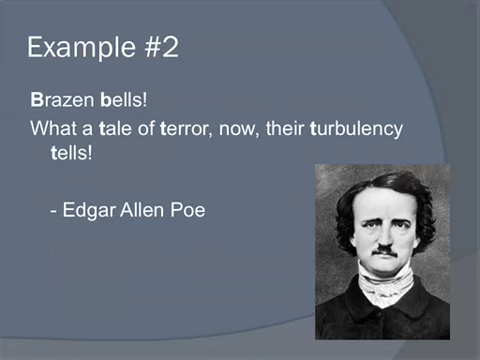 Example #2
Brazen bells!
What a tale of terror, now, their turbulency
tells!
- Edgar Allen Poe